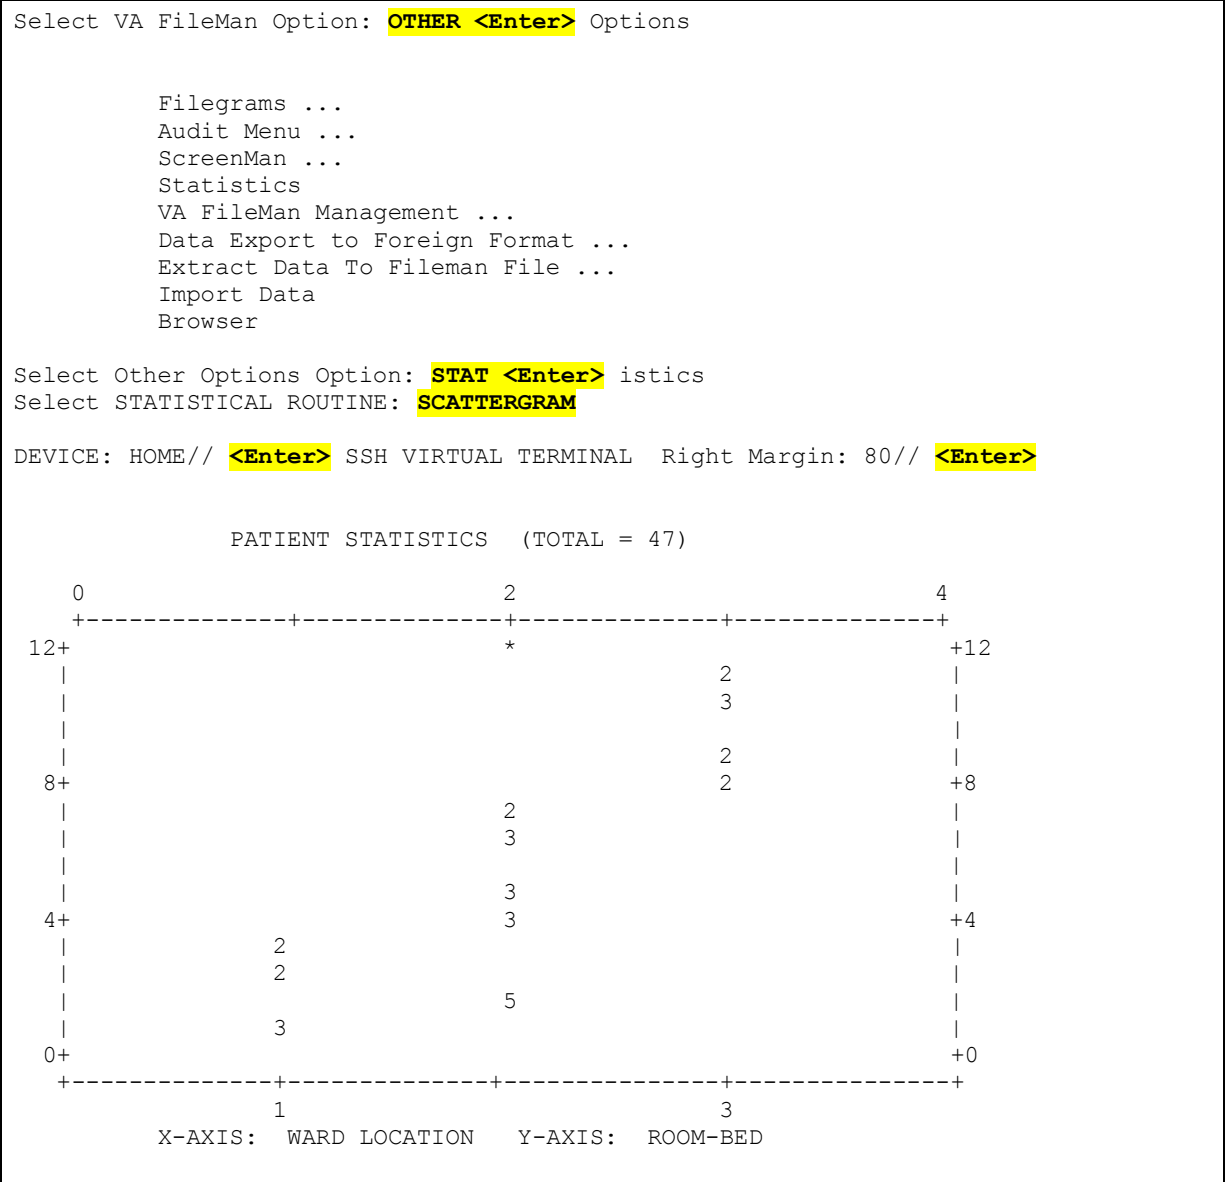 Select VA FileMan Option: OTHER <Enter> Options
Filegrams ...
Audit Menu ...
ScreenMan ...
Statistics
VA FileMan Management ...
Data Export to Foreign Format ...
Extract Data To Fileman File ...
Import Data
Browser
Select Other Options Option: STAT <Enter> istics
Select STATISTICAL ROUTINE: SCATTERGRAM
DEVICE: HOME// <Enter> SSH VIRTUAL TERMINAL  Right Margin: 80// <Enter>
PATIENT STATISTICS  (TOTAL = 47)
    0                             2                             4
    +--------------+--------------+--------------+--------------+
 12+                              *                              +12
   |                                             2               |
   |                                             3               |
   |                                                             |
   |                                             2               |
  8+                                             2               +8
   |                              2                              |
   |                              3                              |
   |                                                             |
   |                              3                              |
  4+                              3                              +4
   |              2                                              |
   |              2                                              |
   |                              5                              |
   |              3                                              |
  0+                                                             +0
   +--------------+--------------+---------------+---------------+
                  1                              3
X-AXIS:  WARD LOCATION   Y-AXIS:  ROOM-BED